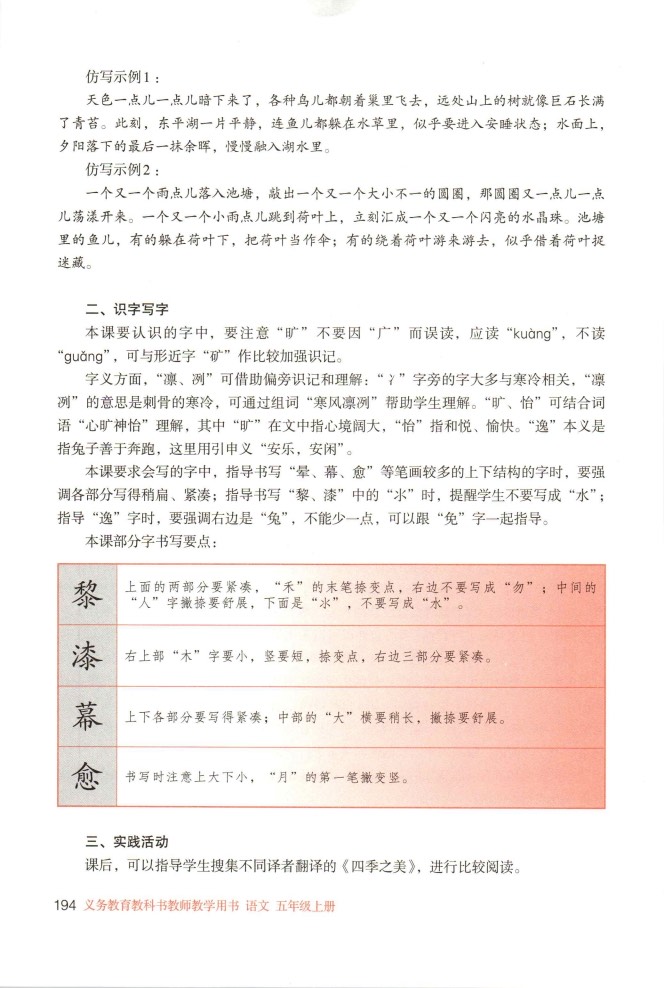 仿写示例1：
天色一点儿一点儿暗下来了，各种鸟儿都朝着巢里飞去，远处山上的树就像巨石长满
了青苔。此刻，东平湖一片平静，连鱼儿都躲在水草里，似乎要进入安睡状态；水面上，
夕阳落下的最后一抹余晖，慢慢融入湖水里。
仿写示例2：
一个又一个雨点儿落入池塘，敲出一个又一个大小不一的圆圈，那圆圈又一点儿一点
儿荡漾开来。一个又一个小雨点儿跳到荷叶上，立刻汇成一个又一个闪亮的水晶珠。池塘
里的鱼儿，有的躲在荷叶下，把荷叶当作伞；有的绕着荷叶游来游去，似乎借着荷叶捉
迷藏。
二、识字写字
本课要认识的字中，要注意“旷”不要因“广”而误读，应读“kuàng”，不读
“guǎng”，可与形近字“矿”作比较加强识记。
字义方面，“凛、冽”可借助偏旁识记和理解：“冫”字旁的字大多与寒冷相关，“凛
冽”的意思是刺骨的寒冷，可通过组词“寒风凛冽”帮助学生理解。“旷、怡”可结合词
语“心旷神怡”理解，其中“旷”在文中指心境阔大，“怡”指和悦、愉快。“逸”本义是
指兔子善于奔跑，这里用引申义“安乐，安闲”。
本课要求会写的字中，指导书写“晕、幕、愈”等笔画较多的上下结构的字时，要强
调各部分写得稍扁、紧凑；指导书写“黎、漆”中的“氺”时，提醒学生不要写成“水”；
指导“逸”字时，要强调右边是“兔”，不能少一点，可以跟“免”字一起指导。
本课部分字书写要点：
黎
上面的两部分要紧凑，“禾”的末笔捺变点，右边不要写成“勿”；中间的
“人”字撇捺要舒展，下面是“氺”，不要写成“水”。
漆
右上部“木”字要小，竖要短，捺变点，右边三部分要紧凑。
幕
上下各部分要写得紧凑；中部的“大”横要稍长，撇捺要舒展。
愈
书写时注意上大下小，“月”的第一笔撇变竖。
三、实践活动
课后，可以指导学生搜集不同译者翻译的《四季之美》，进行比较阅读。
194 义务教育教科书教师教学用书 语文 五年级上册